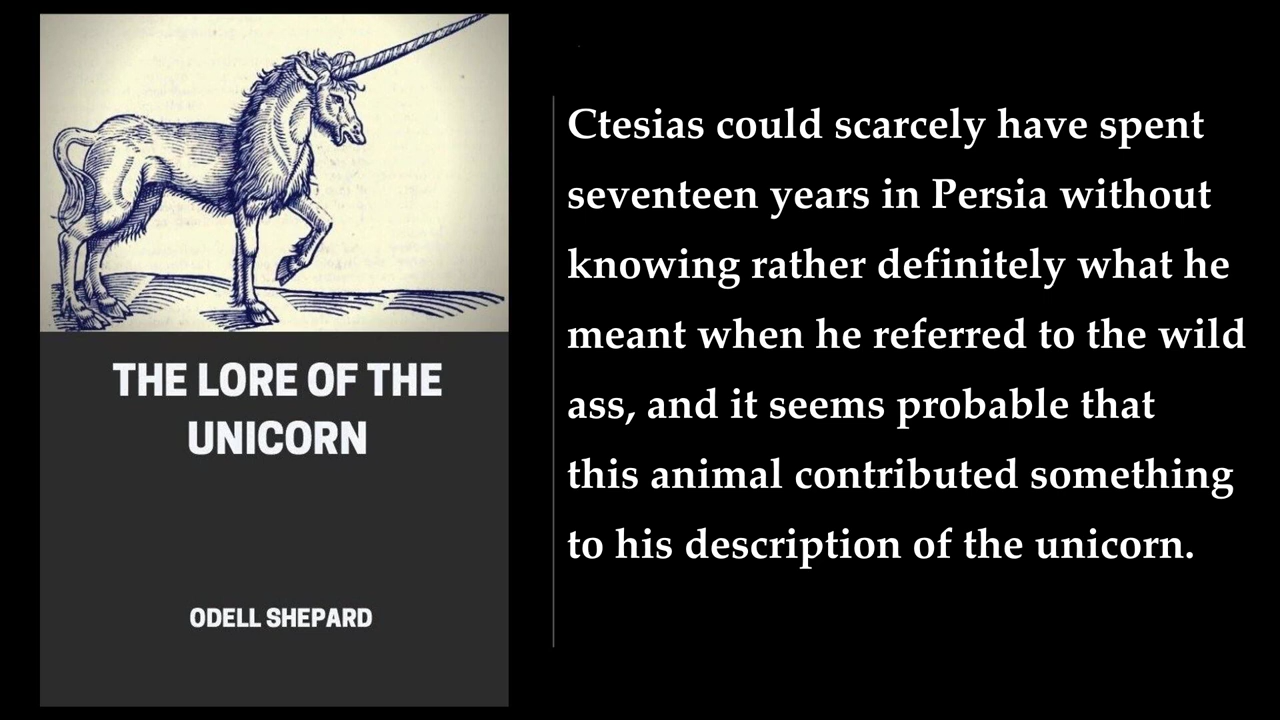 THE LORE OF THE
UNICORN
ODELL SHEPARD
Ctesias could scarcely have spent
seventeen years in Persia without
knowing rather definitely what he
meant when he referred to the wild
ass, and it seems probable that
this animal contributed something
to his description of the unicorn.